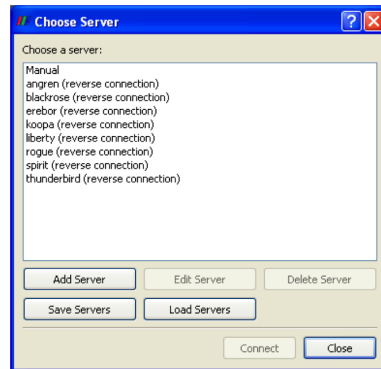 Choose Server
Choose a server:
Manual
angren (reverse connection)
blackrose (reverse connection)
erebor (reverse connection)
koopa (reverse connection)
liberty (reverse connection)
rogue (reverse connection)
spirit (reverse connection)
thunderbird (reverse connection)
Add Server Edit Server Delete Server
Save Servers Load Servers
Connect Close